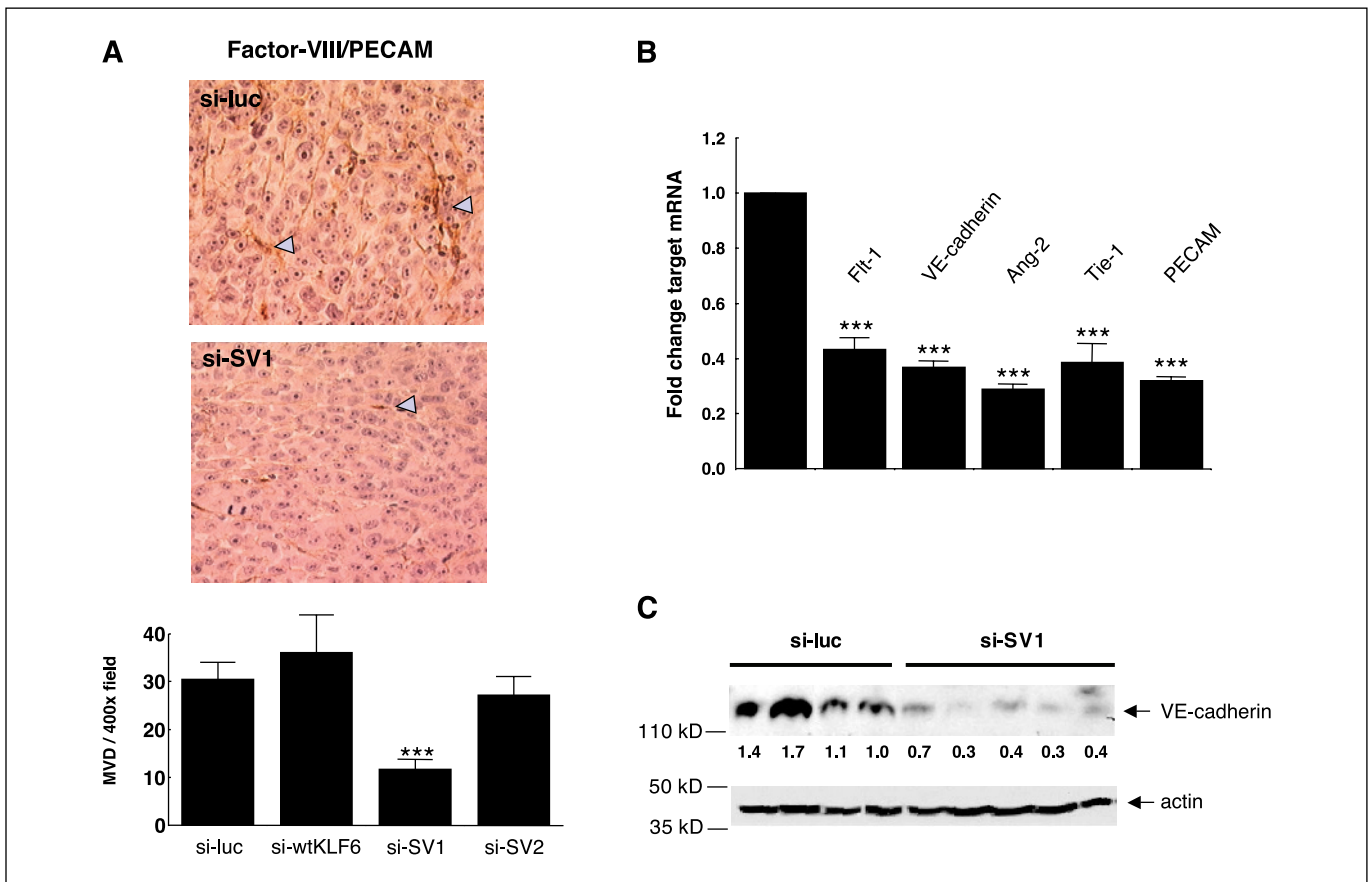 A
Factor-VIII/PECAM
si-luc
si-SV1
MVD / 400x field
40
30
20
10
0
***
si-luc
si-wtKLF6
si-SV1
si-SV2
B
Fold change target mRNA
1.2
1.0
0.8
0.6
0.4
0.2
0.0
Flt-1
VE-cadherin
Ang-2
Tie-1
PECAM
***
***
***
***
***
C
si-luc
si-SV1
VE-cadherin
110 kD
1.4 1.7 1.1 1.0 0.7 0.3 0.4 0.3 0.4
50 kD
actin
35 kD